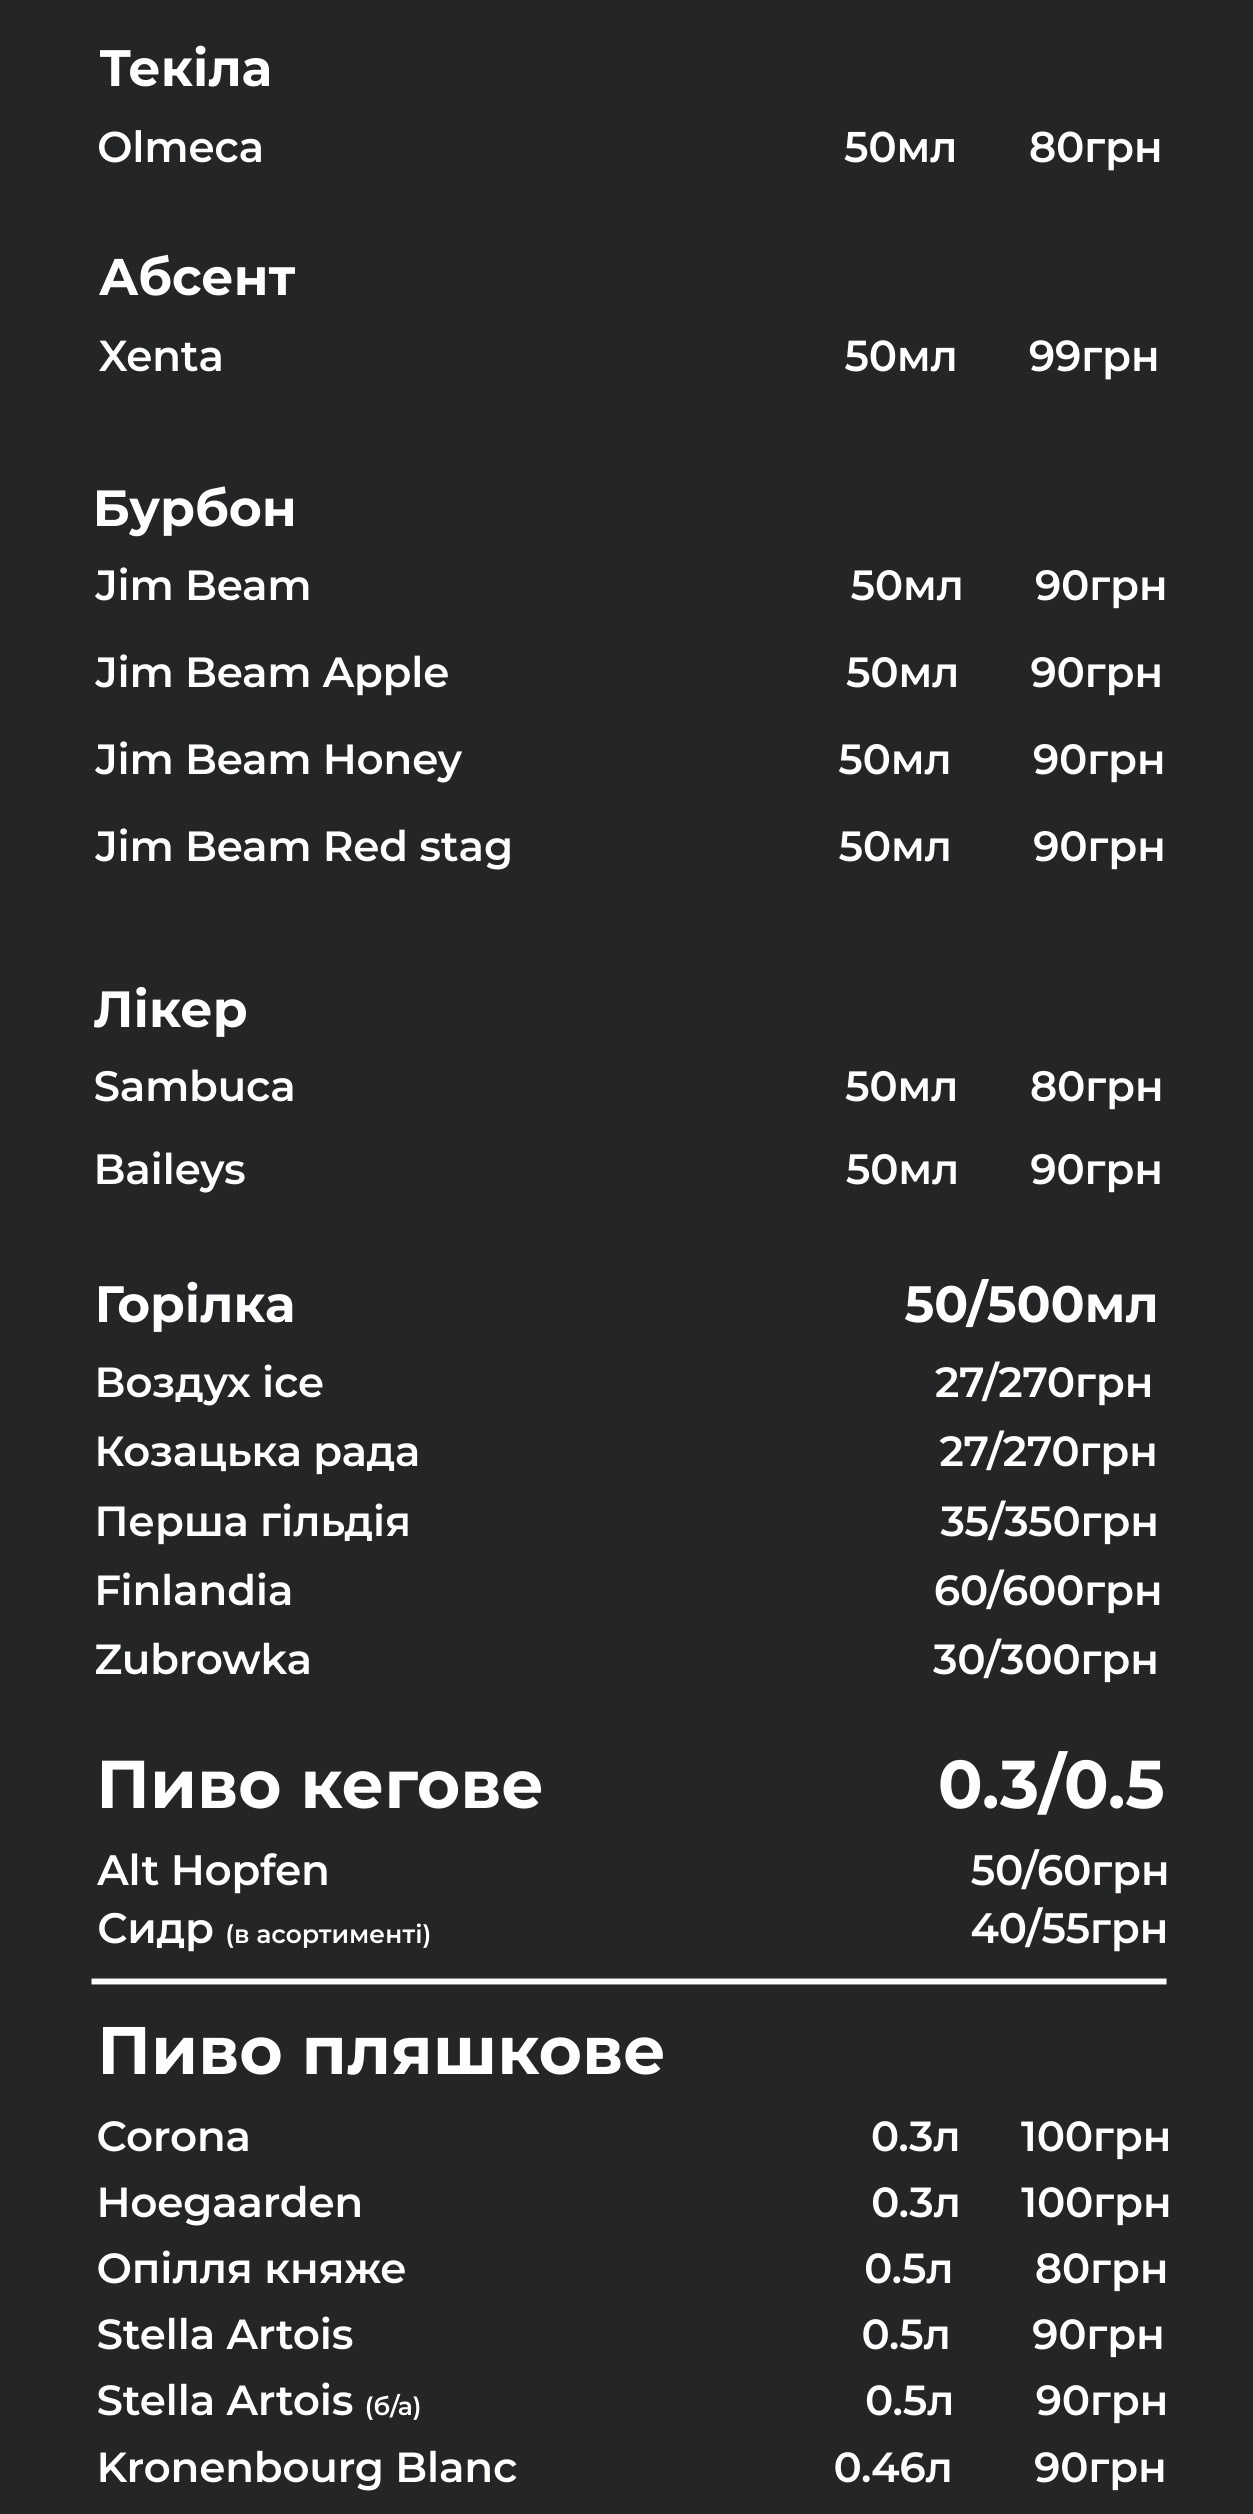 Текіла
Olmeca 50мл 80грн
Абсент
Xenta 50мл 99грн
Бурбон
Jim Beam 50мл 90грн
Jim Beam Apple 50мл 90грн
Jim Beam Honey 50мл 90грн
Jim Beam Red stag 50мл 90грн
Лікер
Sambuca 50мл 80грн
Baileys 50мл 90грн
Горілка 50/500мл
Воздух ice 27/270грн
Козацька рада 27/270грн
Перша гільдія 35/350грн
Finlandia 60/600грн
Zubrowka 30/300грн
Пиво кегове 0.3/0.5
Alt Hopfen 50/60грн
Сидр (в асортименті) 40/55грн
Пиво пляшкове
Corona 0.3л 100грн
Hoegaarden 0.3л 100грн
Опілля княже 0.5л 80грн
Stella Artois 0.5л 90грн
Stella Artois (б/а) 0.5л 90грн
Kronenbourg Blanc 0.46л 90грн